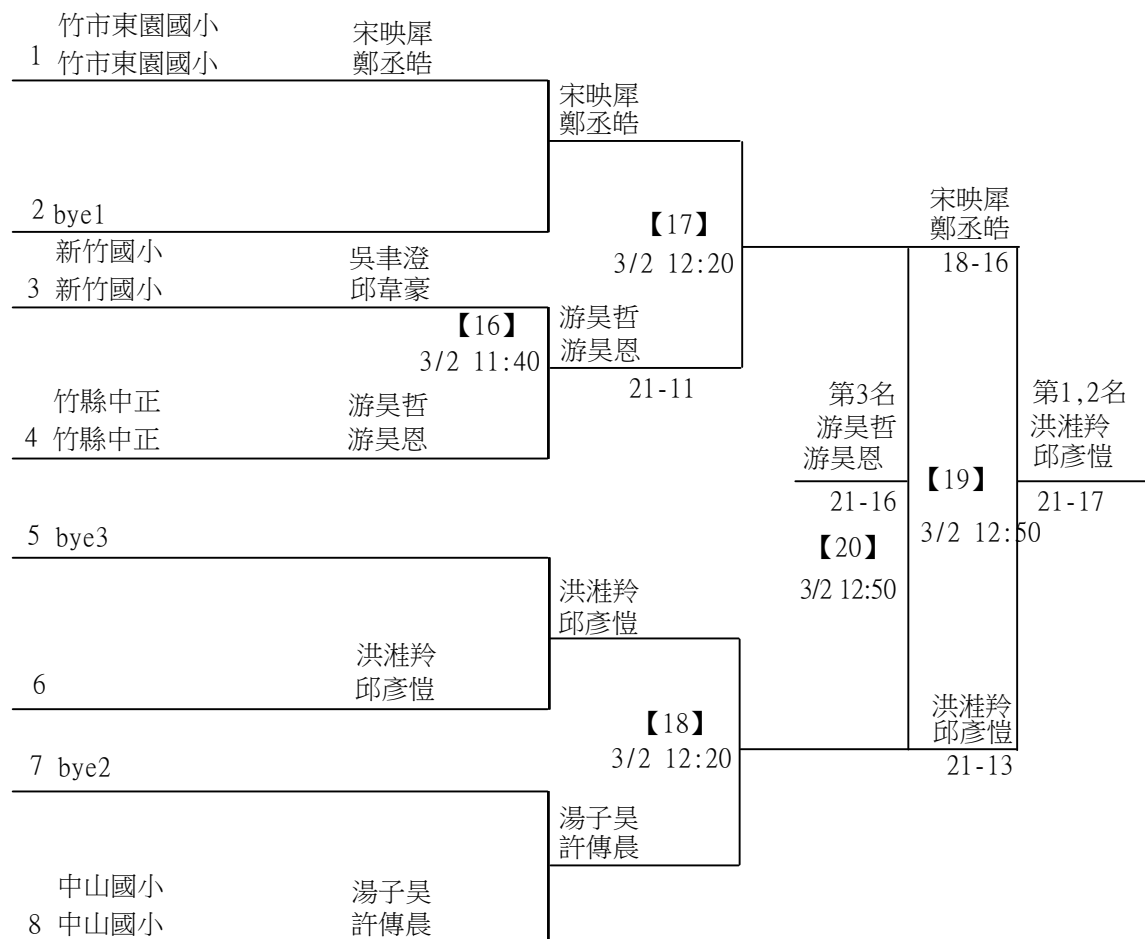 竹市東園國小 宋映犀
1 竹市東園國小 鄭丞皓
宋映犀
鄭丞皓
2 bye1
【17】
3/2 12:20
宋映犀
鄭丞皓
18-16
新竹國小 吳聿澄
3 新竹國小 邱韋豪
【16】
3/2 11:40
游昊哲
游昊恩
21-11
竹縣中正 游昊哲
4 竹縣中正 游昊恩
第3名
游昊哲
游昊恩
21-16
【20】
3/2 12:50
【19】
3/2 12:50
第1,2名
洪溎羚
邱彥愷
21-17
5 bye3
洪溎羚
邱彥愷
洪溎羚
6 邱彥愷
【18】
3/2 12:20
洪溎羚
邱彥愷
21-13
7 bye2
湯子昊
許傳晨
中山國小 湯子昊
8 中山國小 許傳晨